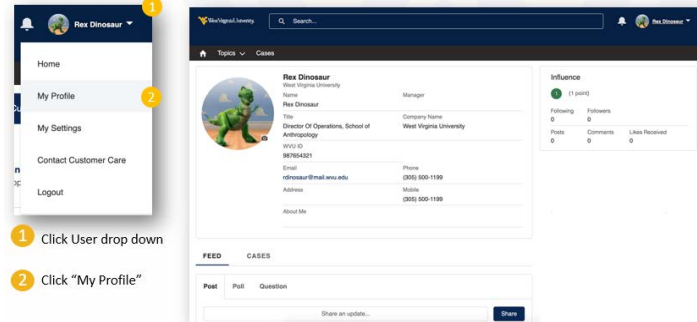 1
Rex Dinosaur
Home
My Profile
2
My Settings
Contact Customer Care
Logout
1 Click User drop down
2 Click “My Profile”
West Virginia University.
Search...
Rex Dinosaur
Topics
Cases
Rex Dinosaur
West Virginia University
Name
Rex Dinosaur
Manager
Title
Director Of Operations, School of
Anthropology
Company Name
West Virginia University
WVU ID
987654321
Email
rdinosaur@mail.wvu.edu
Phone
(305) 500-1199
Address
Mobile
(305) 500-1199
About Me
Influence
1 (1 point)
Following Followers
0 0
Posts Comments Likes Received
0 0 0
FEED CASES
Post Poll Question
Share an update...
Share